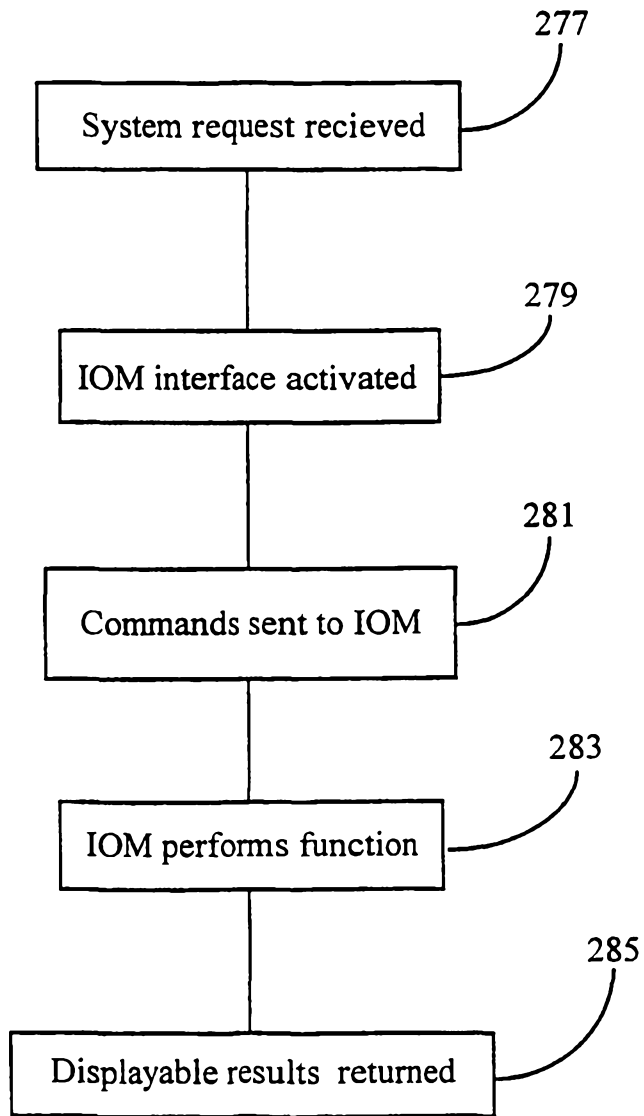 277
System request recieved
279
IOM interface activated
281
Commands sent to IOM
283
IOM performs function
285
Displayable results returned